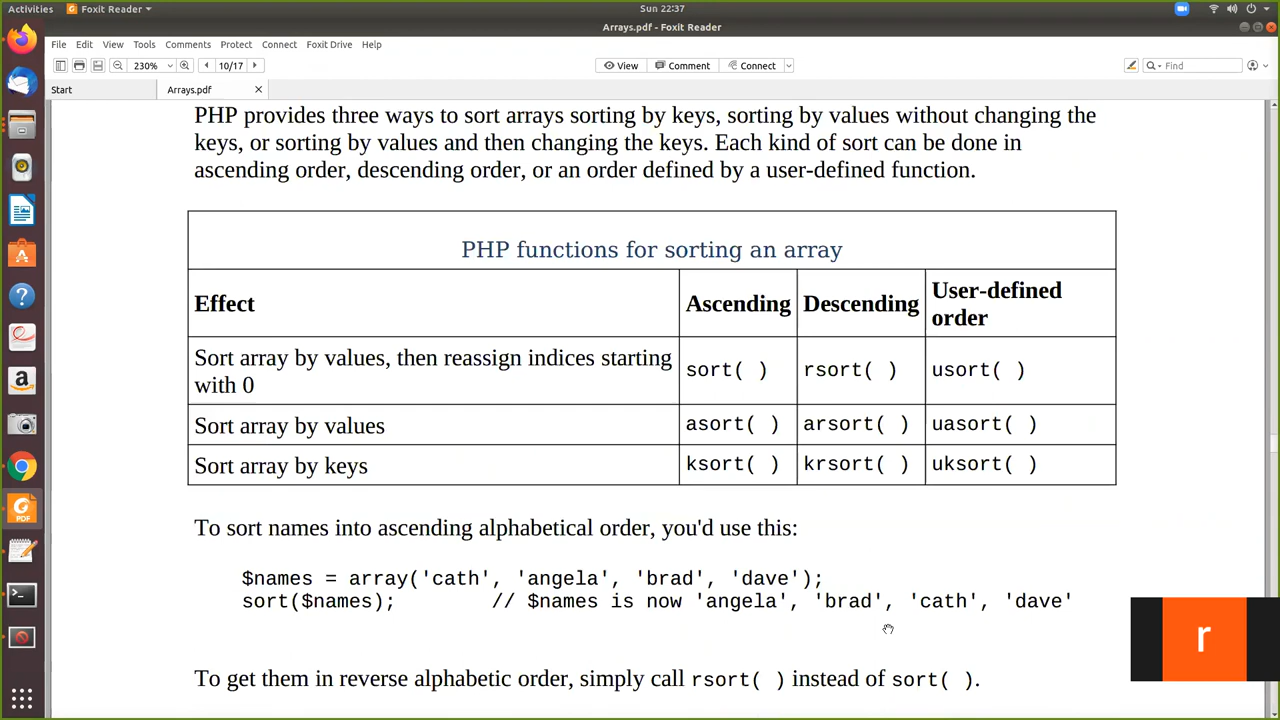 Activities Foxit Reader Sun 22:37
Arrays.pdf - Foxit Reader
File Edit View Tools Comments Protect Connect Foxit Drive Help
230% 10/17 View Comment Connect Find
Start Arrays.pdf
PHP provides three ways to sort arrays sorting by keys, sorting by values without changing the
keys, or sorting by values and then changing the keys. Each kind of sort can be done in
ascending order, descending order, or an order defined by a user-defined function.
PHP functions for sorting an array
Effect Ascending Descending User-defined
order
Sort array by values, then reassign indices starting
with 0 sort( ) rsort( ) usort( )
Sort array by values asort( ) arsort( ) uasort( )
Sort array by keys ksort( ) krsort( ) uksort( )
To sort names into ascending alphabetical order, you'd use this:
$names = array('cath', 'angela', 'brad', 'dave');
sort($names); // $names is now 'angela', 'brad', 'cath', 'dave'
r
To get them in reverse alphabetic order, simply call rsort( ) instead of sort( ).